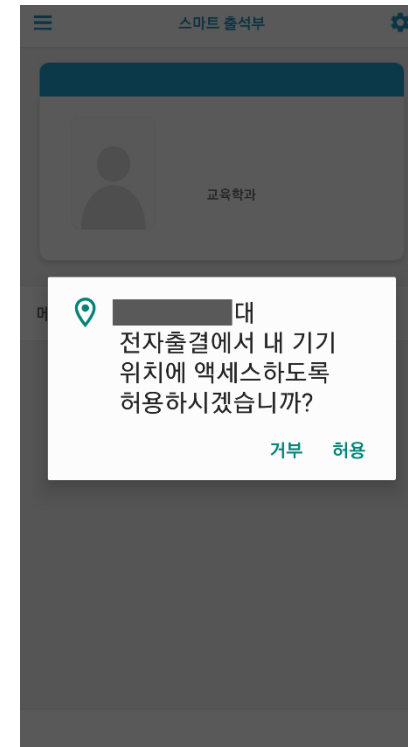 스마트 출석부
교육학과
메
대
전자출결에서 내 기기
위치에 액세스하도록
허용하시겠습니까?
거부 허용